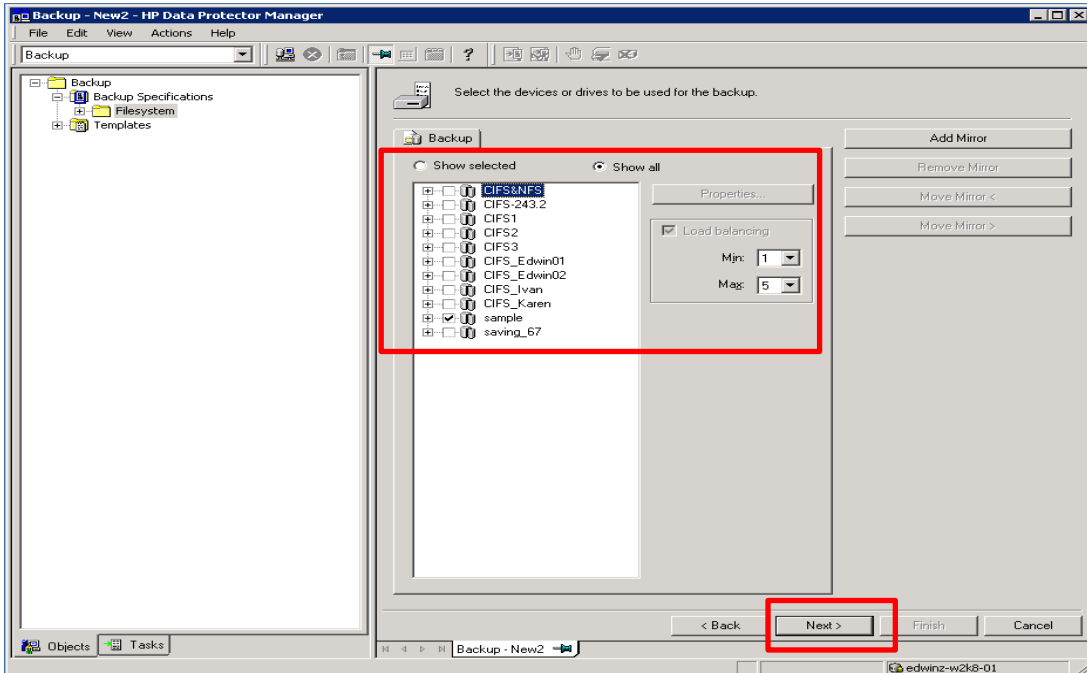 Backup - New2 - HP Data Protector Manager
File Edit View Actions Help
Backup
Backup
Backup Specifications
Filesystem
Templates
Select the devices or drives to be used for the backup.
Backup
Show selected Show all
CIFS&NFS
CIFS-243.2
CIFS1
CIFS2
CIFS3
CIFS_Edwin01
CIFS_Edwin02
CIFS_Ivan
CIFS_Karen
sample
saving_67
Properties...
Load balancing
Min: 1
Max: 5
Add Mirror
Remove Mirror
Move Mirror <
Move Mirror >
< Back Next > Finish Cancel
Objects Tasks
Backup - New2
edwinz-w2k8-01